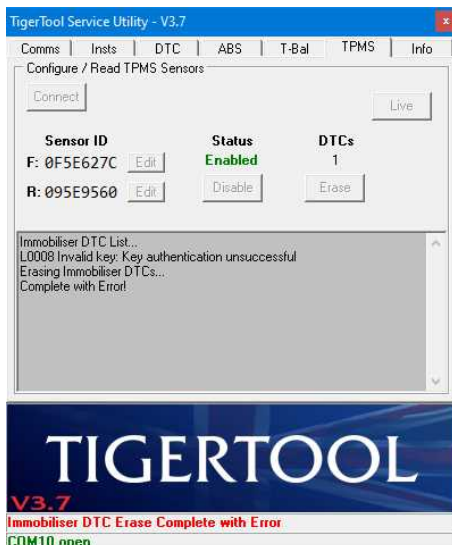 TigerTool Service Utility - V3.7
x
Comms Insts DTC ABS T-Bal TPMS Info
Configure / Read TPMS Sensors
Connect
Live
Sensor ID Status DTCs
F: 0F5E627C Edit Enabled 1
R: 095E9560 Edit Disable Erase
Immobiliser DTC List...
L0008 Invalid key: Key authentication unsuccessful
Erasing Immobiliser DTCs...
Complete with Error!
TIGERTOOL
V3.7
Immobiliser DTC Erase Complete with Error
COM10 open